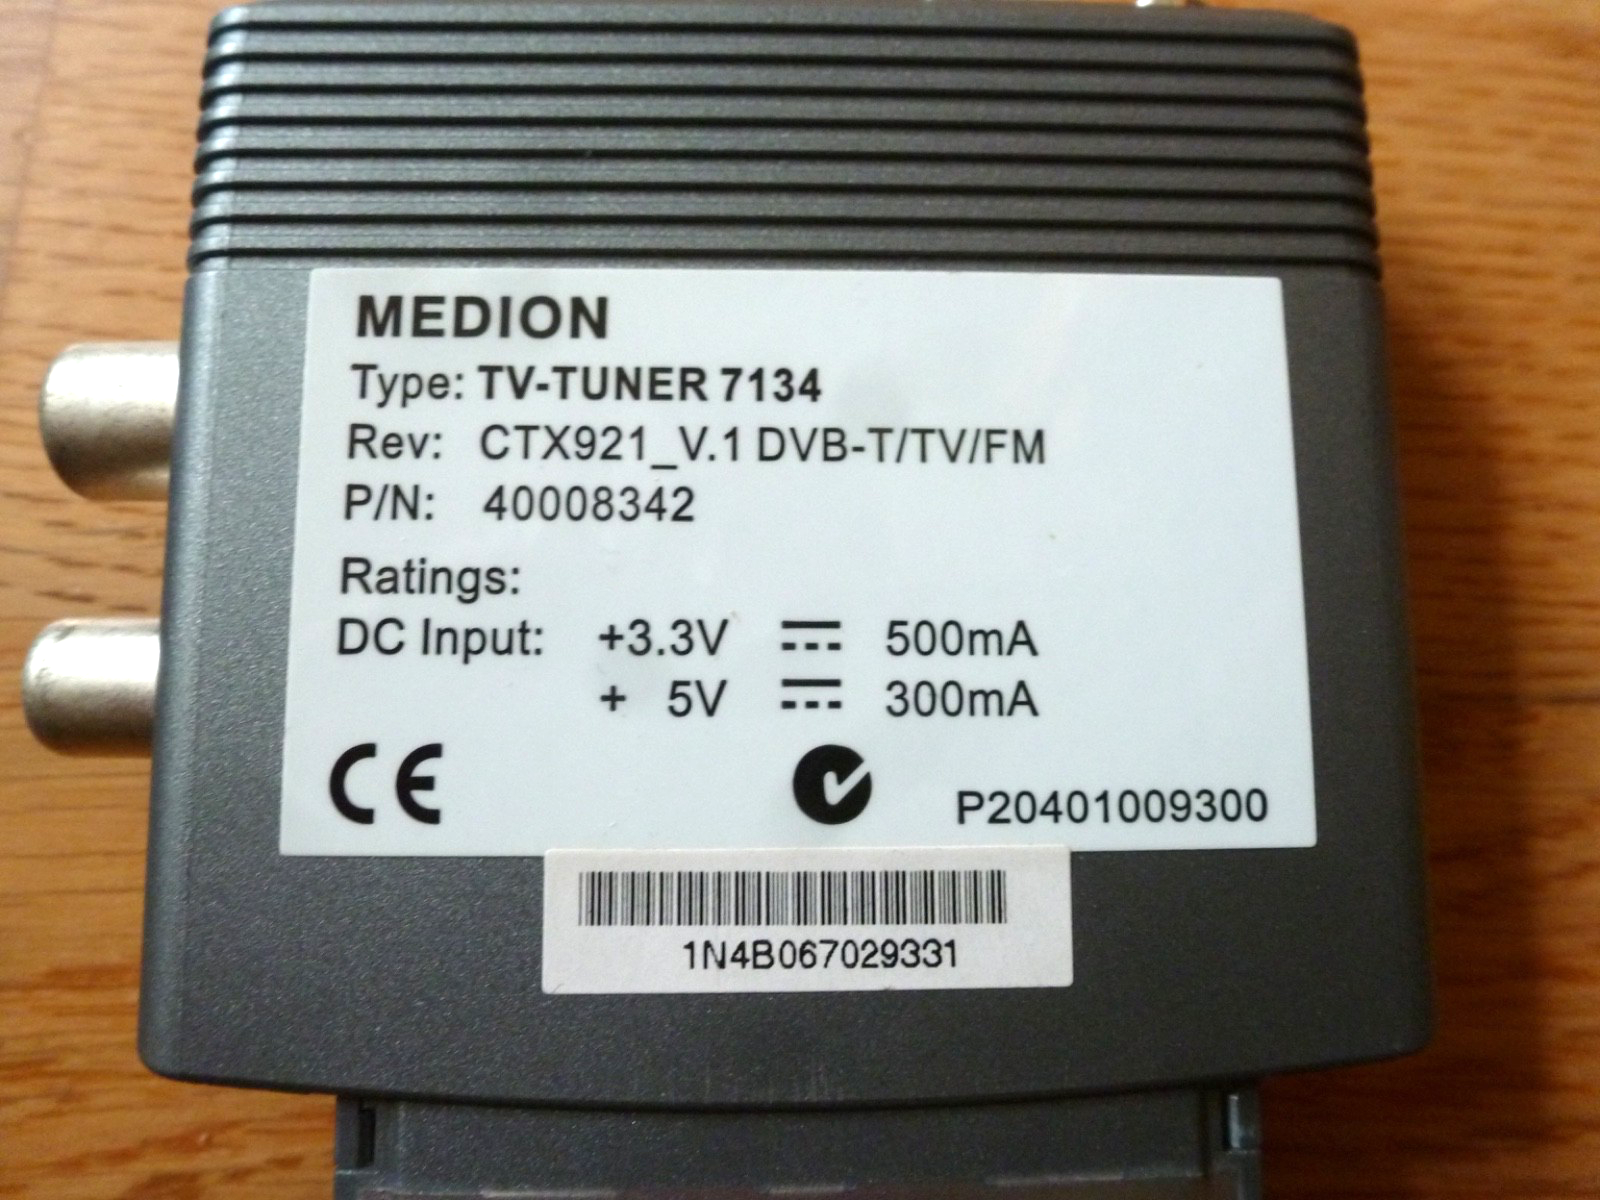 MEDION
Type: TV-TUNER 7134
Rev: CTX921_V.1 DVB-T/TV/FM
P/N: 40008342
Ratings:
DC Input: +3.3V 500mA
+ 5V 300mA
CE
P20401009300
1N4B067029331